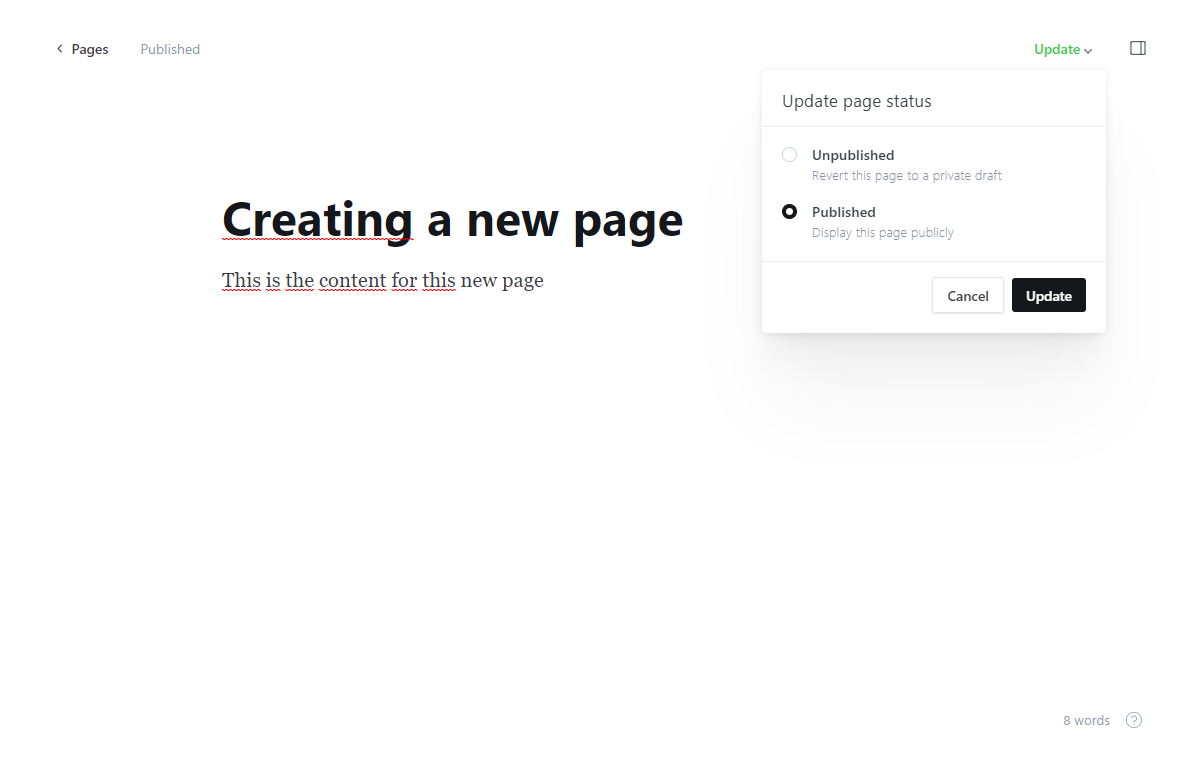 Pages
Published
Update
Update page status
Unpublished
Revert this page to a private draft
Published
Display this page publicly
Cancel
Update
Creating a new page
This is the content for this new page
8 words
?